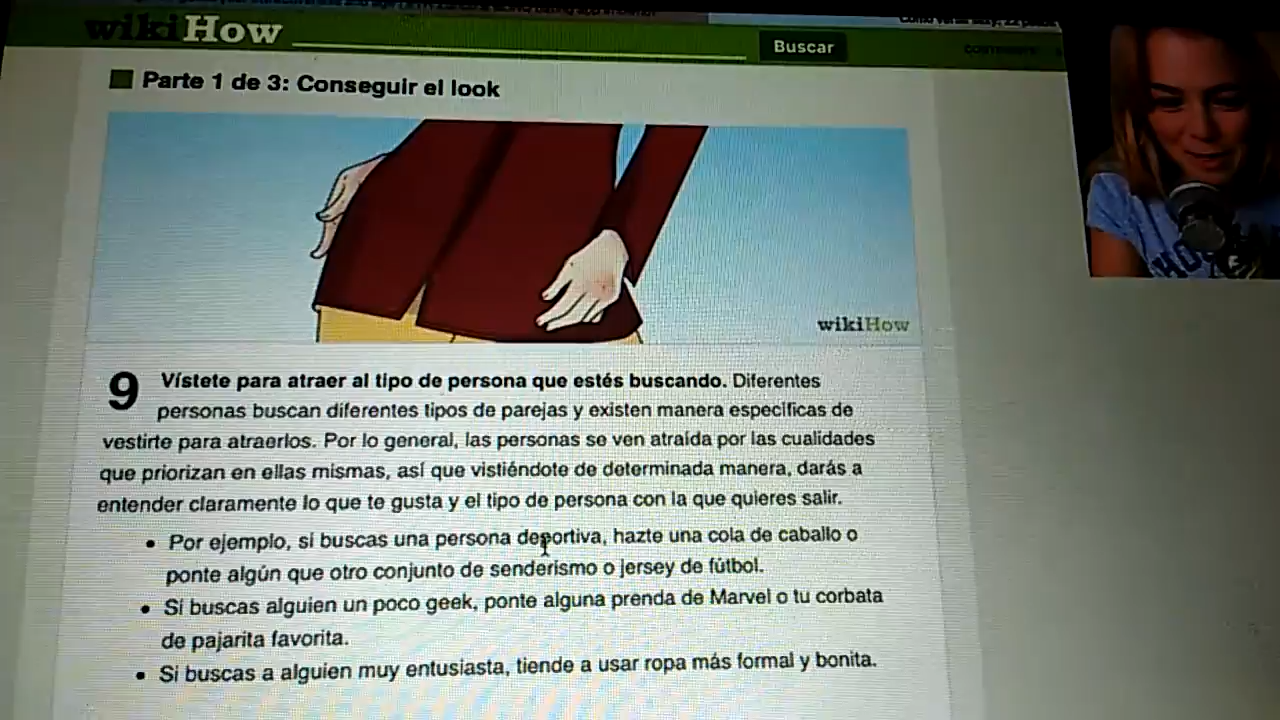 wikiHow
Buscar
Parte 1 de 3: Conseguir el look
wikiHow
9 Vístete para atraer al tipo de persona que estés buscando. Diferentes
personas buscan diferentes tipos de parejas y existen manera específicas de
vestirte para atraerlos. Por lo general, las personas se ven atraída por las cualidades
que priorizan en ellas mismas, así que vistiéndote de determinada manera, darás a
entender claramente lo que te gusta y el tipo de persona con la que quieres salir.
• Por ejemplo, si buscas una persona deportiva, hazte una cola de caballo o
ponte algún que otro conjunto de senderismo o jersey de fútbol.
• Si buscas alguien un poco geek, ponte alguna prenda de Marvel o tu corbata
de pajarita favorita.
• Si buscas a alguien muy entusiasta, tiende a usar ropa más formal y bonita.